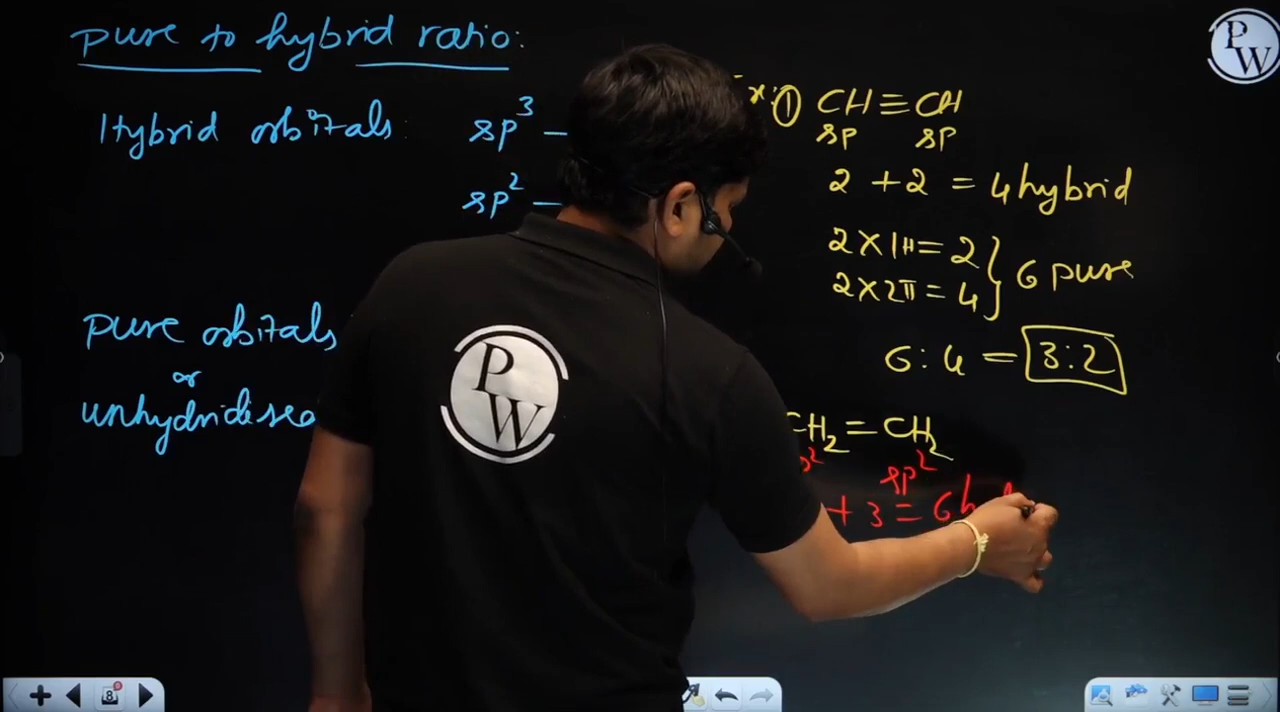 pure to hybrid ratio:
Hybrid orbitals: sp³ –
sp² –
pure orbitals
or
Ex: ① CH≡CH
sp sp
2 + 2 = 4 hybrid
2 × 1H = 2
2 × 2π = 4 } 6 pure
6 : 4 = 3:2
CH₂ = CH₂
sp²
+ 3 = 6
PW
PW
8